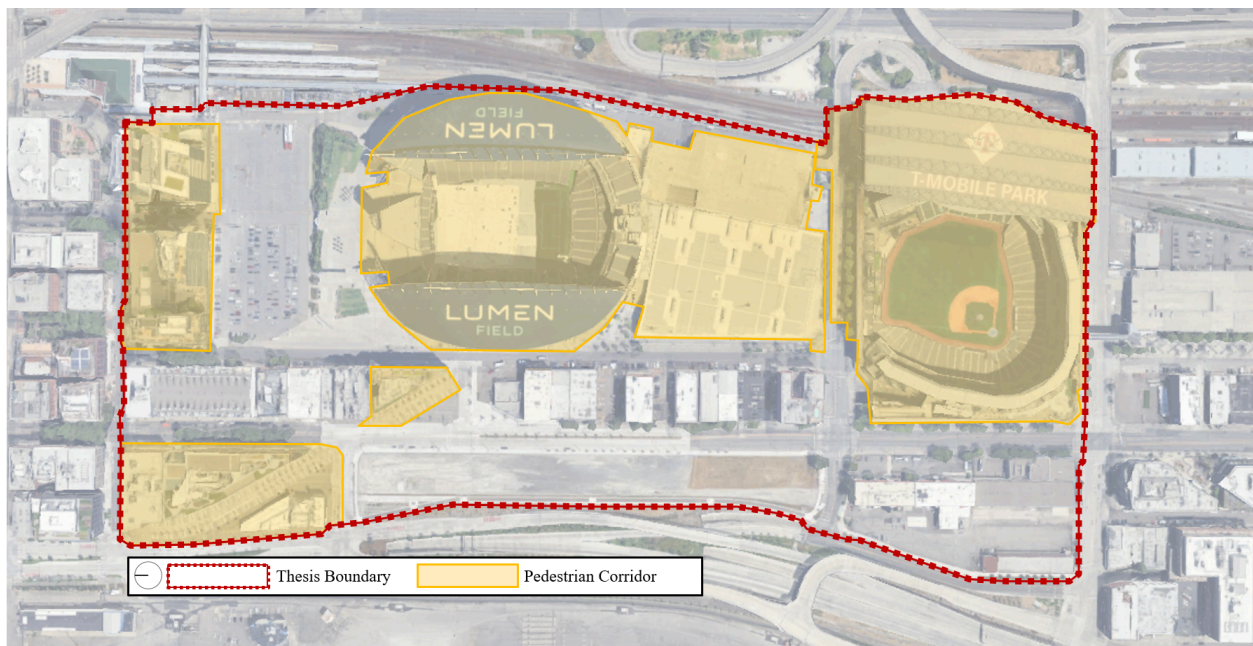 LUMEN
FIELD
T-MOBILE PARK
LUMEN
FIELD
Thesis Boundary
Pedestrian Corridor